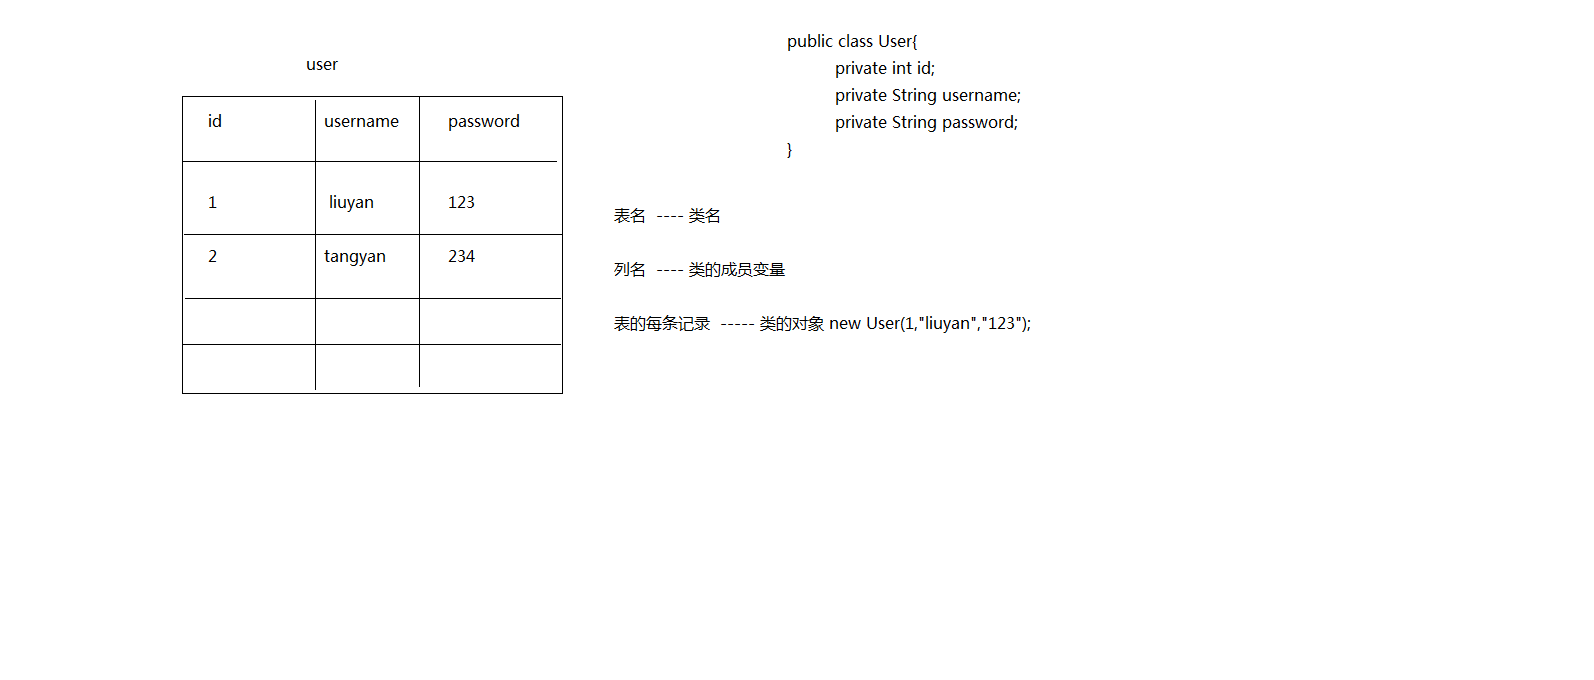 user
id username password
1 liuyan 123
2 tangyan 234
public class User{
private int id;
private String username;
private String password;
}
表名 ---- 类名
列名 ---- 类的成员变量
表的每条记录 ----- 类的对象 new User(1,"liuyan","123");